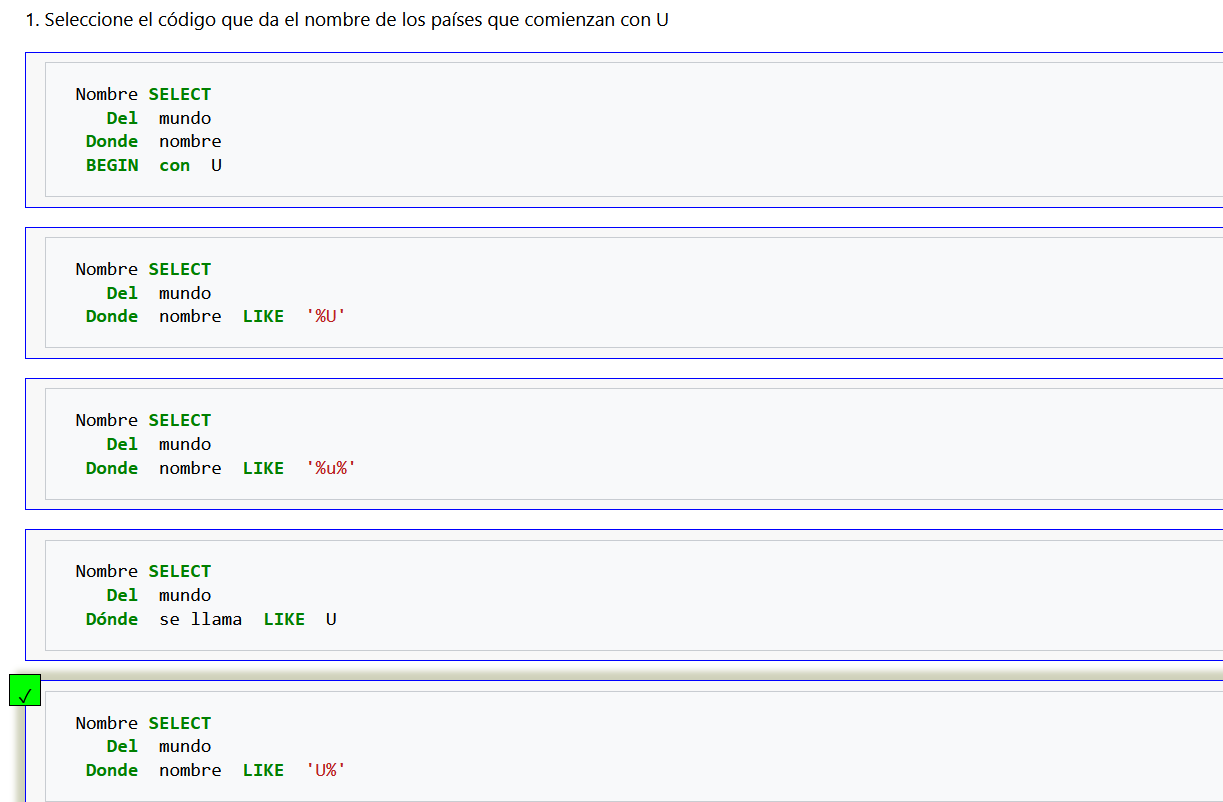 1. Seleccione el código que da el nombre de los países que comienzan con U
Nombre SELECT
Del mundo
Donde nombre
BEGIN con U
Nombre SELECT
Del mundo
Donde nombre LIKE '%U'
Nombre SELECT
Del mundo
Donde nombre LIKE '%u%'
Nombre SELECT
Del mundo
Dónde se llama LIKE U
✓
Nombre SELECT
Del mundo
Donde nombre LIKE 'U%'